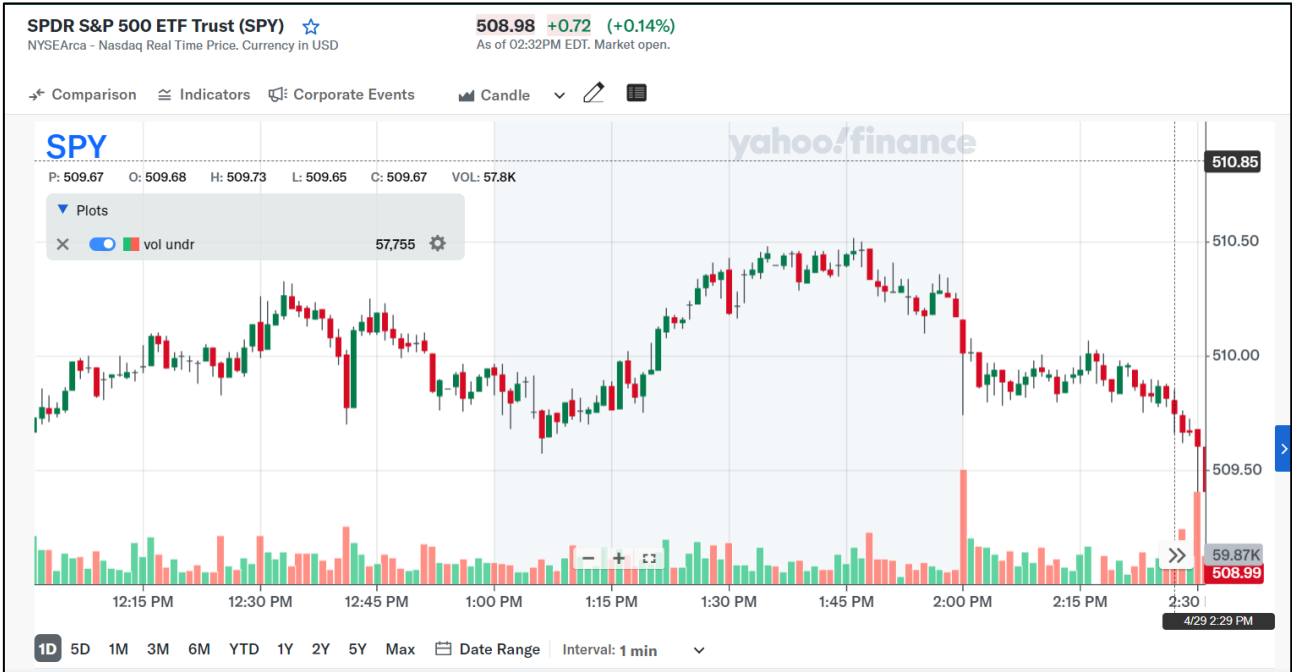 SPDR S&P 500 ETF Trust (SPY)
508.98 +0.72 (+0.14%)
NYSEArca - Nasdaq Real Time Price. Currency in USD
As of 02:32PM EDT. Market open.
Comparison Indicators Corporate Events Candle
SPY
yahoo!finance
510.85
P: 509.67 O: 509.68 H: 509.73 L: 509.65 C: 509.67 VOL: 57.8K
Plots
vol undr 57,755
510.50
510.00
509.50
59.87K
508.99
12:15 PM 12:30 PM 12:45 PM 1:00 PM 1:15 PM 1:30 PM 1:45 PM 2:00 PM 2:15 PM 2:30
4/29 2:29 PM
1D 5D 1M 3M 6M YTD 1Y 2Y 5Y Max Date Range Interval: 1 min